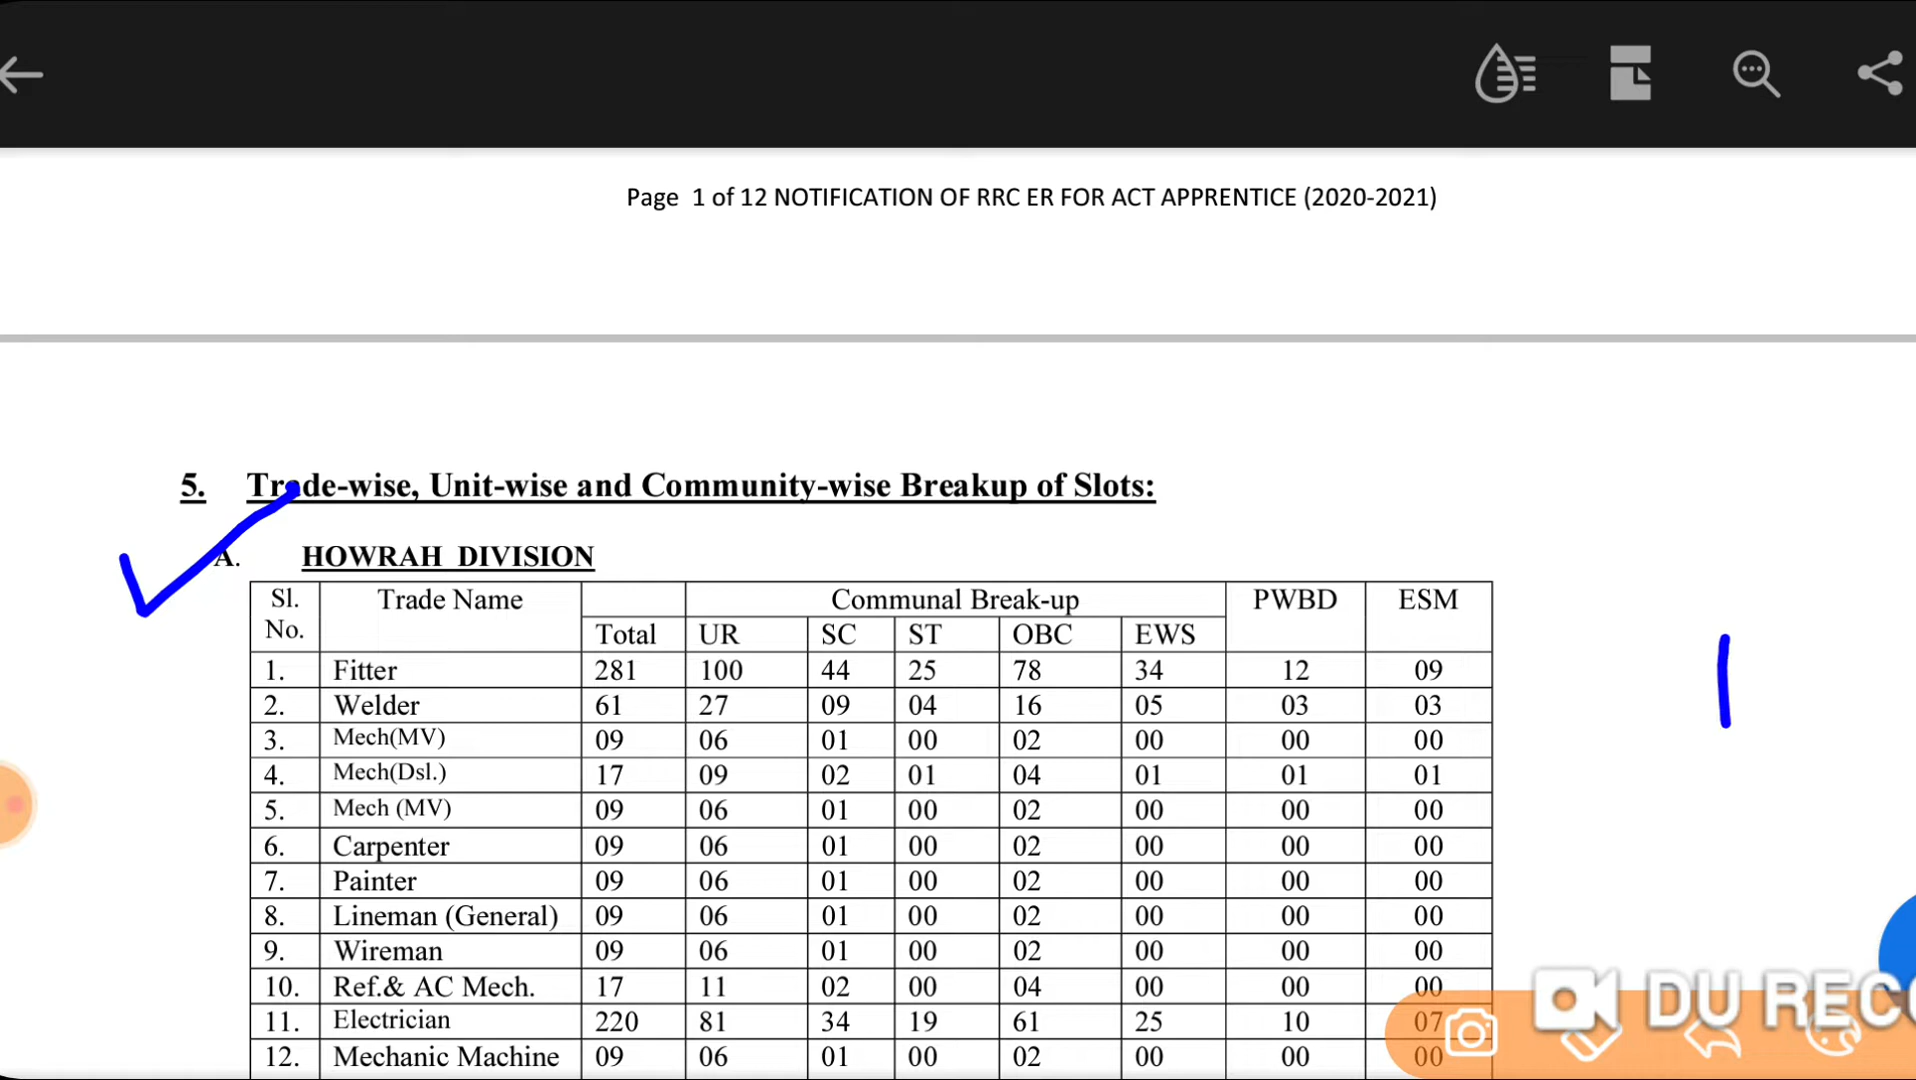 Page 1 of 12 NOTIFICATION OF RRC ER FOR ACT APPRENTICE (2020-2021)
5. Trade-wise, Unit-wise and Community-wise Breakup of Slots:
A. HOWRAH DIVISION
Sl. No. Trade Name Communal Break-up PWBD ESM
Total UR SC ST OBC EWS
1. Fitter 281 100 44 25 78 34 12 09
2. Welder 61 27 09 04 16 05 03 03
3. Mech(MV) 09 06 01 00 02 00 00 00
4. Mech(Dsl.) 17 09 02 01 04 01 01 01
5. Mech (MV) 09 06 01 00 02 00 00 00
6. Carpenter 09 06 01 00 02 00 00 00
7. Painter 09 06 01 00 02 00 00 00
8. Lineman (General) 09 06 01 00 02 00 00 00
9. Wireman 09 06 01 00 02 00 00 00
10. Ref.& AC Mech. 17 11 02 00 04 00 00 00
11. Electrician 220 81 34 19 61 25 10 07
12. Mechanic Machine 09 06 01 00 02 00 00 00
DU REC